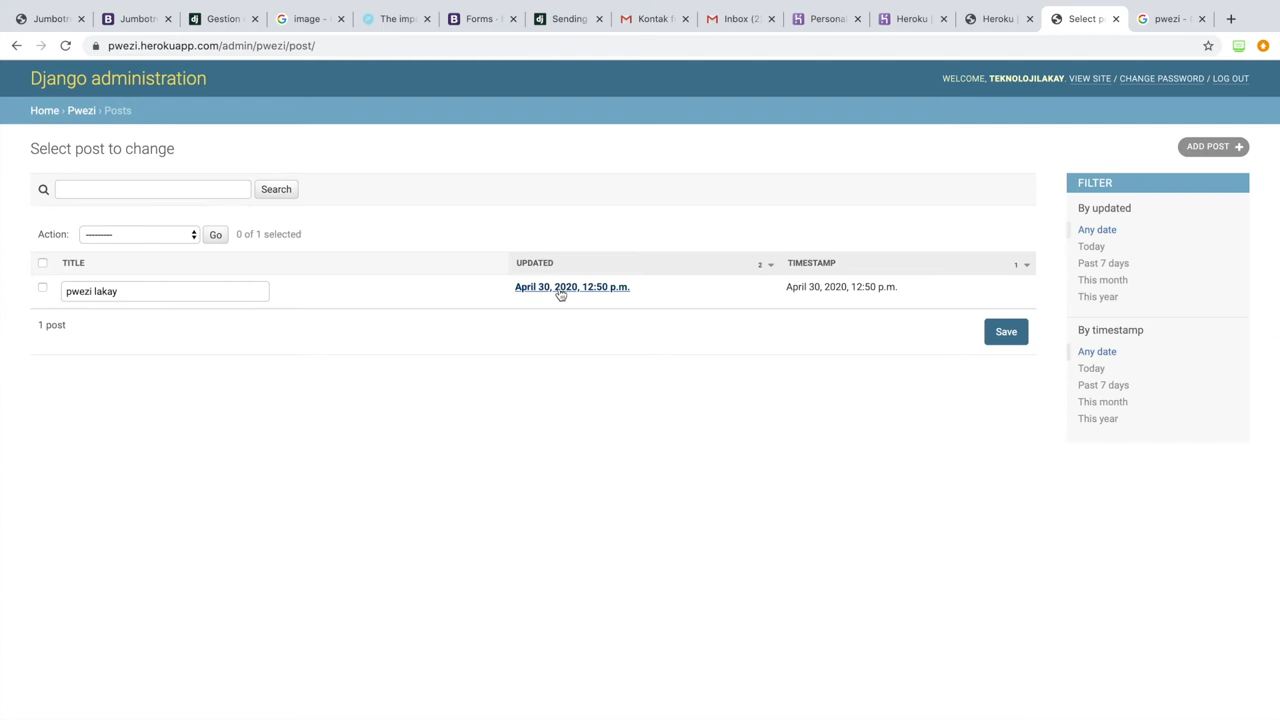 Jumbotr
Jumbotr
Gestion
image -
The imp
Forms ·
Sending
Kontak f
Inbox (2
Persona
Heroku
Heroku
Select p
pwezi -
pwezi.herokuapp.com/admin/pwezi/post/
Django administration
WELCOME, TEKNOLOJILAKAY. VIEW SITE / CHANGE PASSWORD / LOG OUT
Home › Pwezi › Posts
Select post to change
ADD POST +
Search
FILTER
By updated
Any date
Today
Past 7 days
This month
This year
By timestamp
Any date
Today
Past 7 days
This month
This year
Action: --------- Go 0 of 1 selected
TITLE UPDATED 2 TIMESTAMP 1
pwezi lakay April 30, 2020, 12:50 p.m. April 30, 2020, 12:50 p.m.
1 post
Save